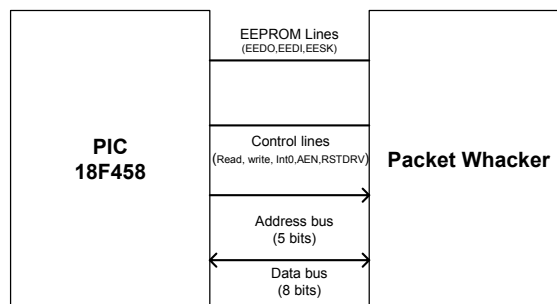 EEPROM Lines
(EEDO,EEDI,EESK)
PIC
18F458
Control lines
(Read, write, Int0,AEN,RSTDRV)
Packet Whacker
Address bus
(5 bits)
Data bus
(8 bits)